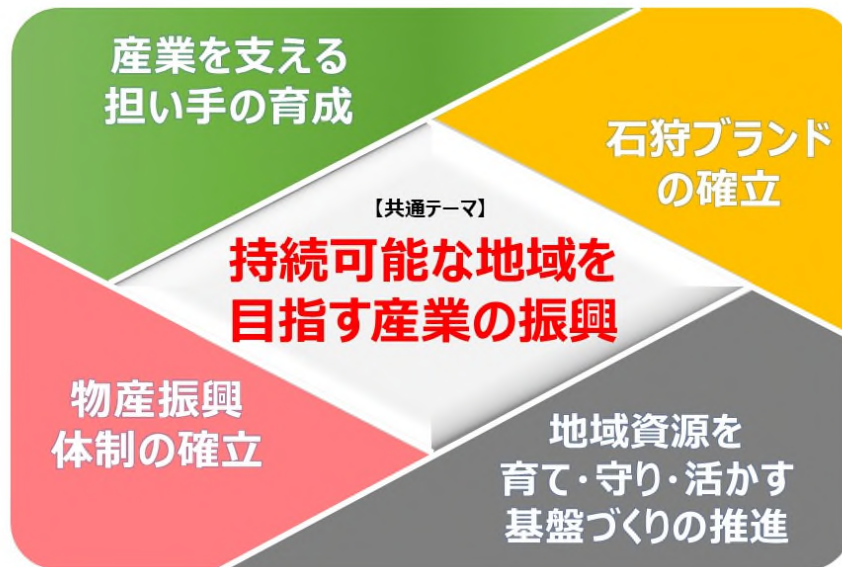 産業を支える
担い手の育成
石狩ブランド
の確立
【共通テーマ】
持続可能な地域を
目指す産業の振興
物産振興
体制の確立
地域資源を
育て・守り・活かす
基盤づくりの推進